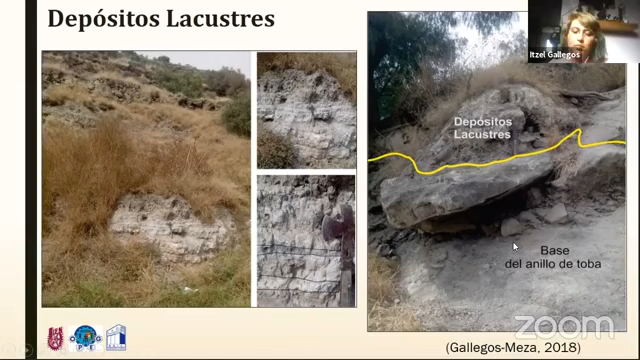 Depósitos Lacustres
Itzel Gallegos
Depósitos
Lacustres
Base
del anillo de toba
(Gallegos-Meza, 2018)
zoom